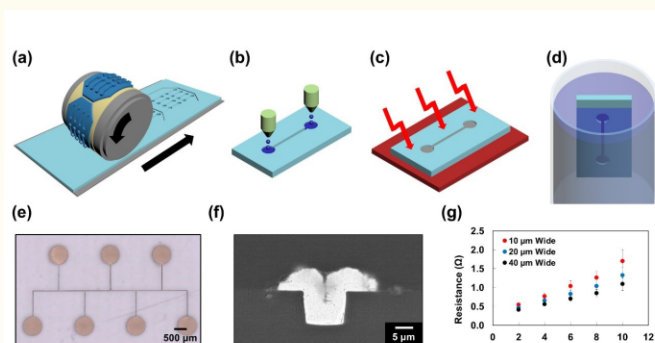 (a)
(b)
(c)
(d)
(e)
500 µm
(f)
5 µm
(g)
Resistance (Ω)
2.5
2.0
1.5
1.0
0.5
0.0
10 µm Wide
20 µm Wide
40 µm Wide
0 2 4 6 8 10 12